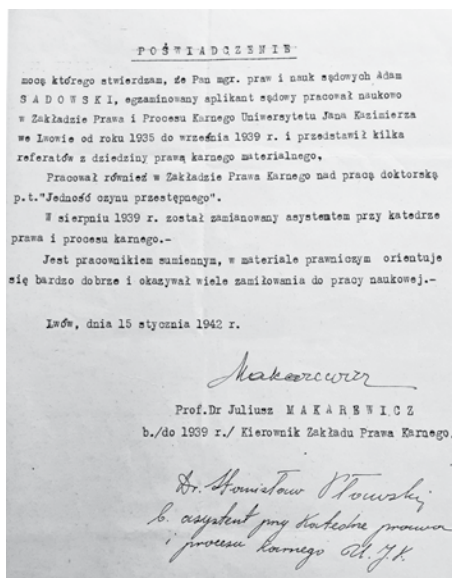 POŚWIADCZENIE
mocą którego stwierdzam, że Pan mgr. praw i nauk sądowych Adam
SADOWSKI, egzaminowany aplikant sądowy pracował naukowo
w Zakładzie Prawa i Procesu Karnego Uniwersytetu Jana Kazimierza
we Lwowie od roku 1935 do września 1939 r. i przedstawił kilka
referatów z dziedziny prawa karnego materialnego.
Pracował również w Zakładzie Prawa Karnego nad pracą doktorską
p.t."Jedność czynu przestępnego".
W sierpniu 1939 r. został zamianowany asystentem przy katedrze
prawa i procesu karnego.-
Jest pracownikiem sumiennym, w materiale prawniczym orientuje
się bardzo dobrze i okazywał wiele zamiłowania do pracy naukowej.-
Lwów, dnia 15 stycznia 1942 r.
Makarewicz
Prof.Dr Juliusz MAKAREWICZ
b./do 1939 r./ Kierownik Zakładu Prawa Karnego.
Dr. Stanisław Pławski
b. asystent przy Katedrze prawa
i procesu karnego U.J.K.